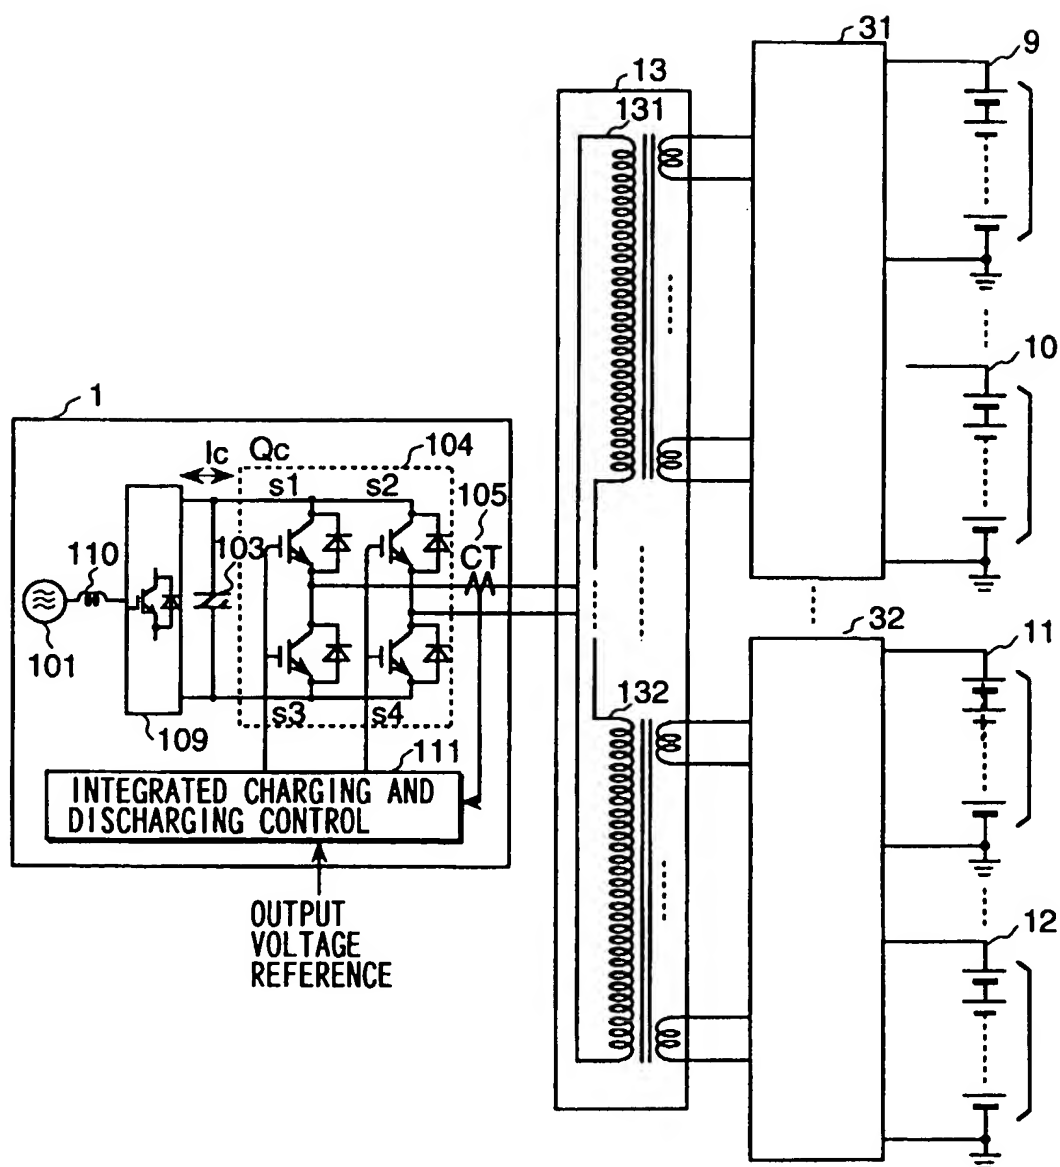 31
9
13
131
10
1
Ic
Qc
104
s1
s2
105
CT
110
103
101
32
11
132
s3
s4
109
111
INTEGRATED CHARGING AND
DISCHARGING CONTROL
OUTPUT
VOLTAGE
REFERENCE
12